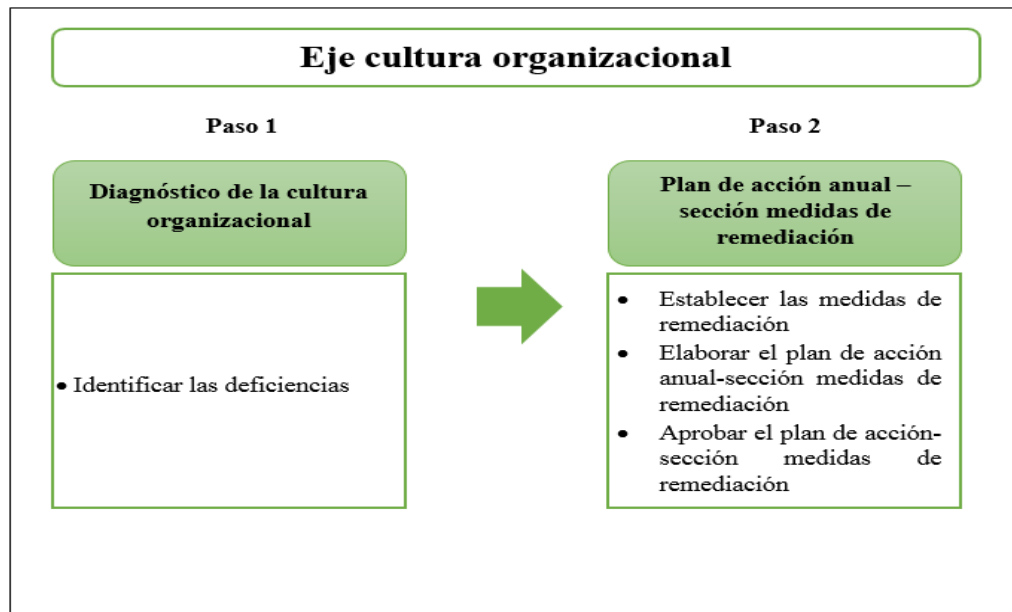 Eje cultura organizacional
Paso 1
Diagnóstico de la cultura
organizacional
• Identificar las deficiencias
Paso 2
Plan de acción anual –
sección medidas de
remediación
• Establecer las medidas de
remediación
• Elaborar el plan de acción
anual-sección medidas de
remediación
• Aprobar el plan de acción-
sección medidas de
remediación